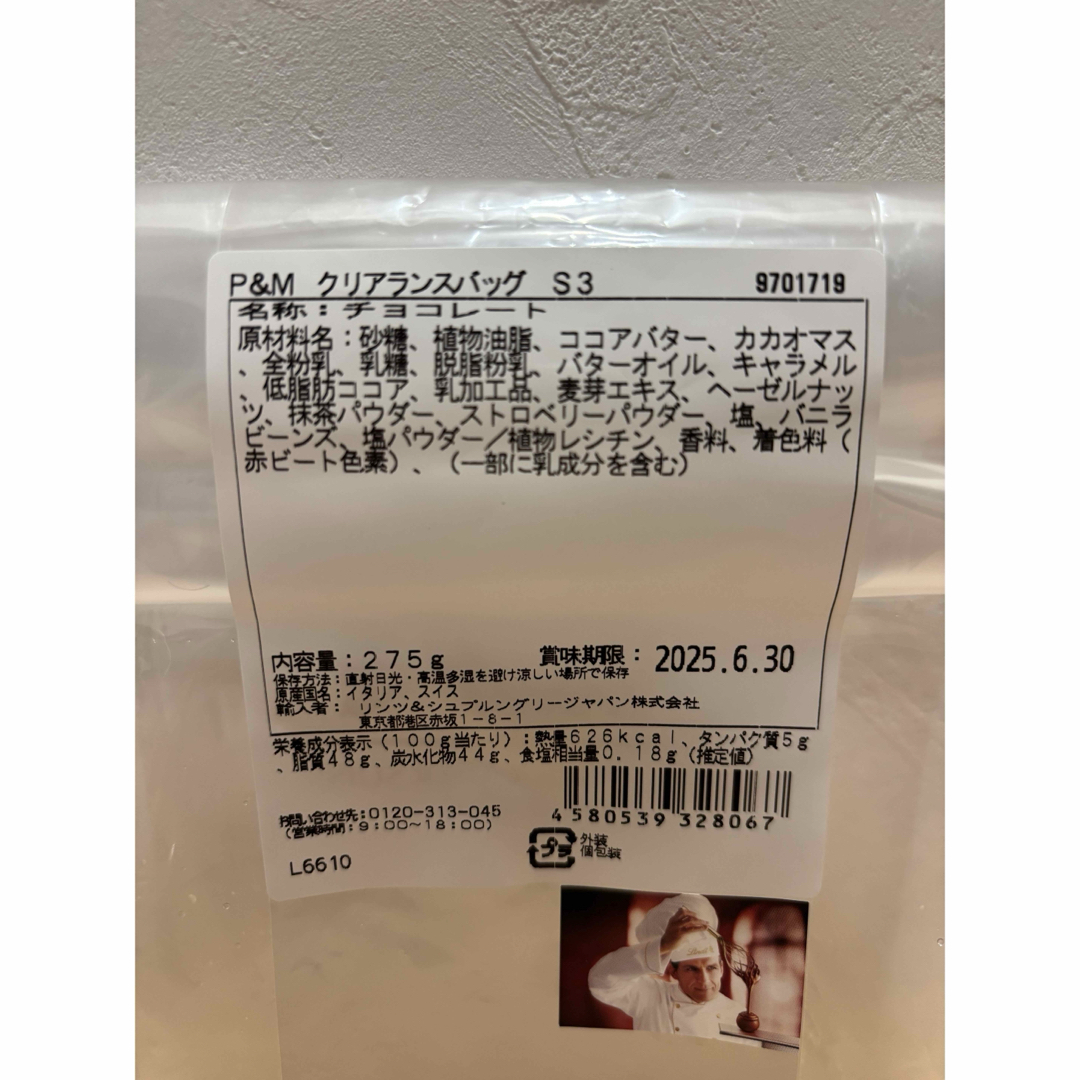 P&M クリアランスバッグ S3 9701719
名称：チョコレート
原材料名：砂糖、植物油脂、ココアバター、カカオマス
、全粉乳、乳糖、脱脂粉乳、バターオイル、キャラメル
、低脂肪ココア、乳加工品、麦芽エキス、ヘーゼルナッ
ツ、抹茶パウダー、ストロベリーパウダー、塩、バニラ
ビーンズ、塩パウダー／植物レシチン、香料、着色料（
赤ビート色素）、（一部に乳成分を含む）
内容量：275g 賞味期限：2025.6.30
保存方法：直射日光・高温多湿を避け涼しい場所で保存
原産国名：イタリア、スイス
輸入者： リンツ＆シュプルングリージャパン株式会社
東京都港区赤坂1-8-1
栄養成分表示（100g当たり）：熱量626kcal、タンパク質5g
、脂質48g、炭水化物44g、食塩相当量0.18g（推定値）
4 580539 328067
お問い合わせ先：0120-313-045
（営業時間：9：00～18：00）
プラ 外装
個包装
L6610